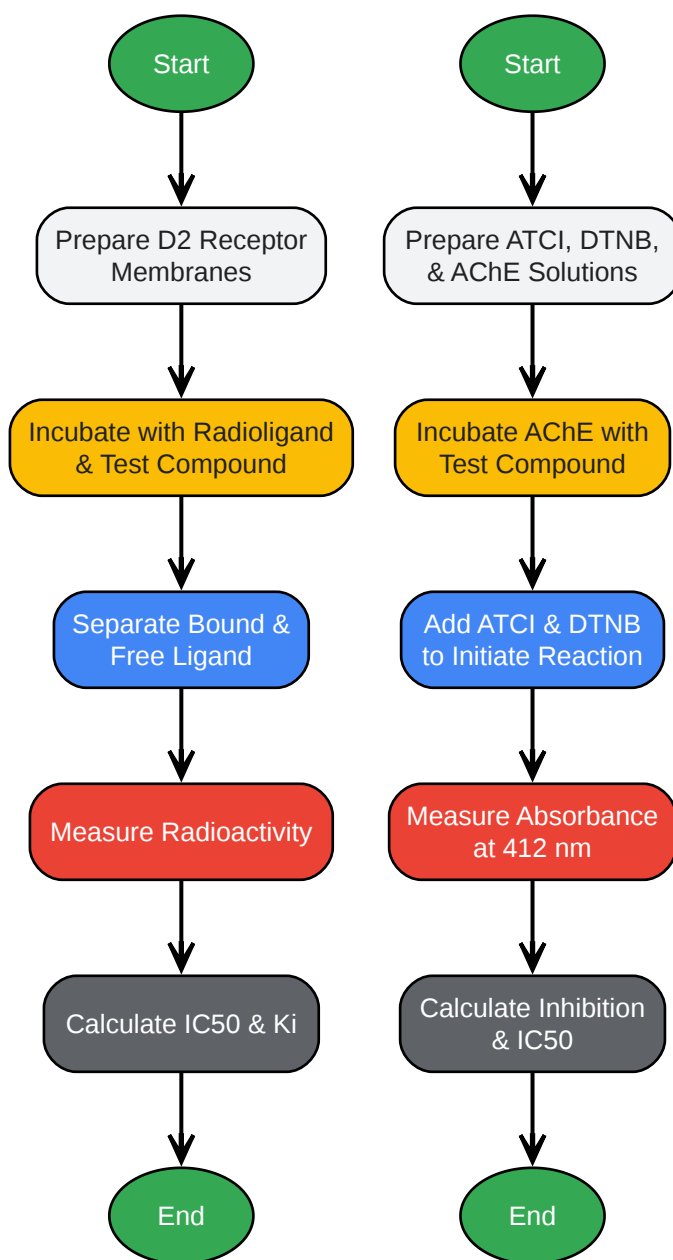 Start
Prepare D2 Receptor
Membranes
Incubate with Radioligand
& Test Compound
Separate Bound &
Free Ligand
Measure Radioactivity
Calculate IC50 & Ki
End
Start
Prepare ATCI, DTNB,
& AChE Solutions
Incubate AChE with
Test Compound
Add ATCI & DTNB
to Initiate Reaction
Measure Absorbance
at 412 nm
Calculate Inhibition
& IC50
End